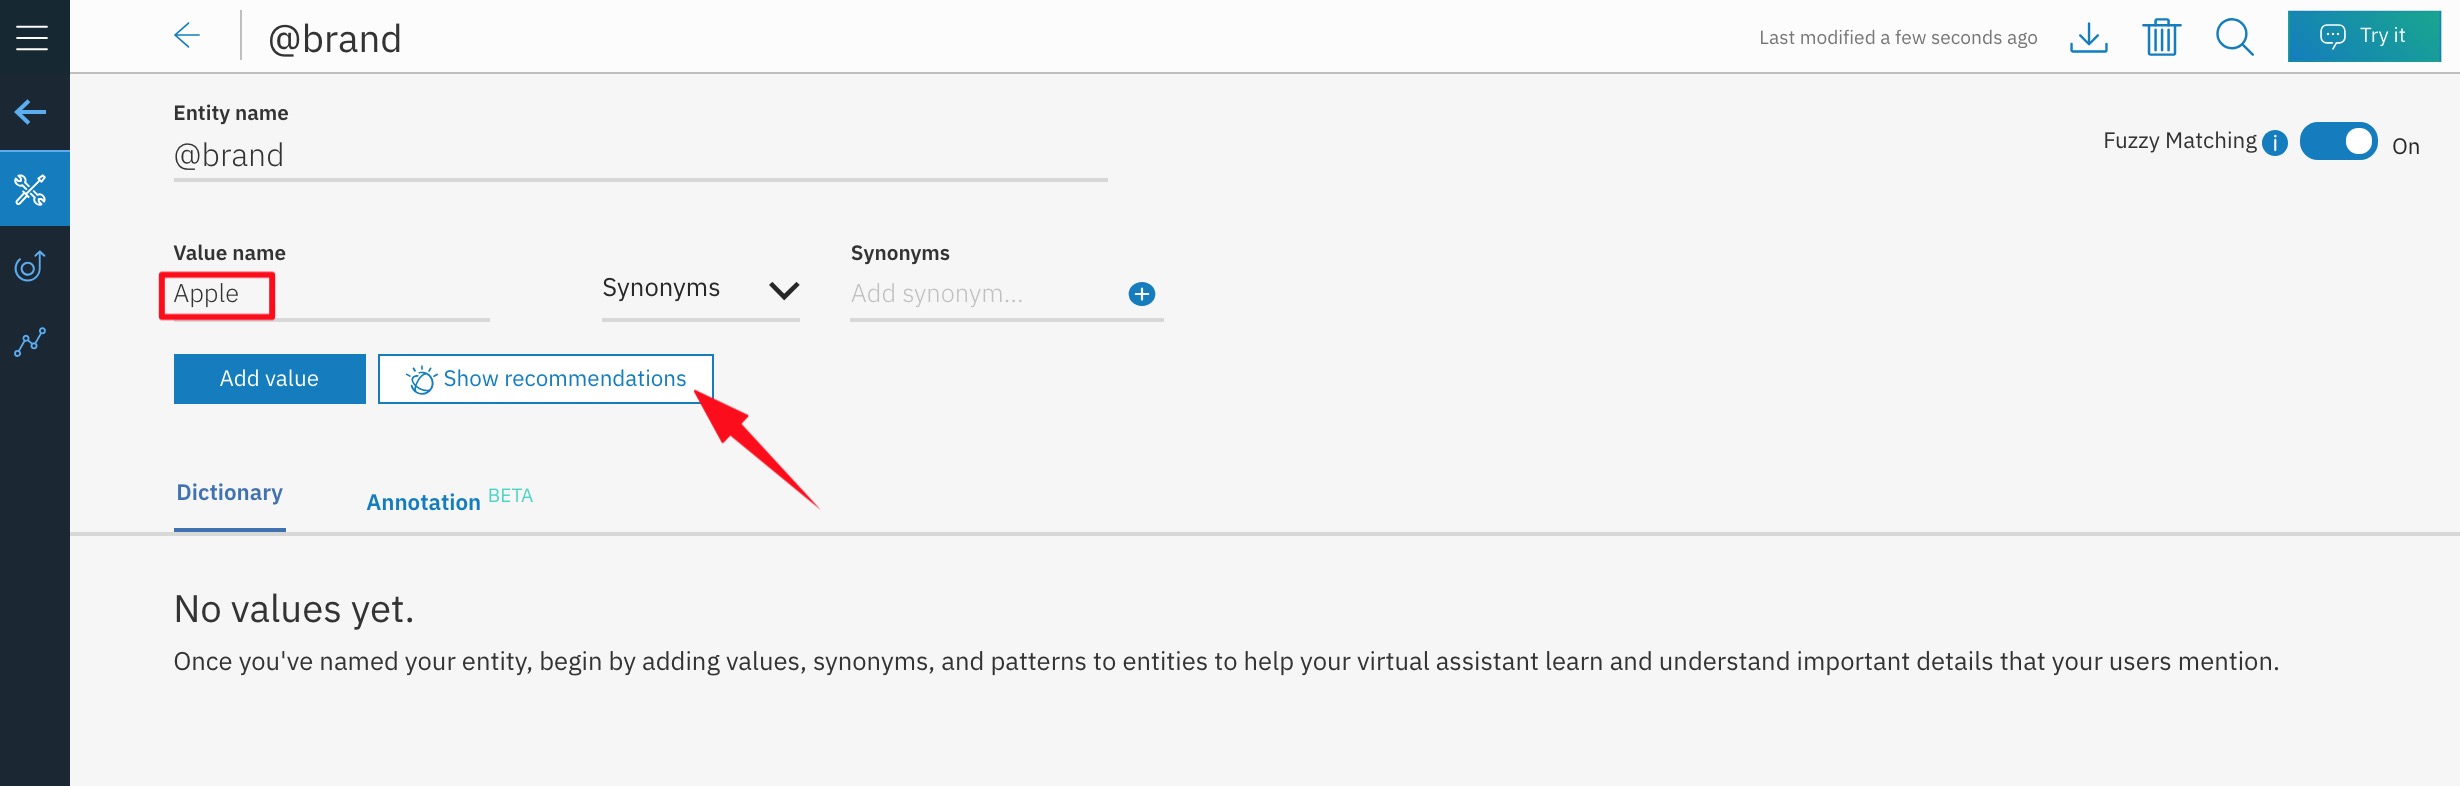 @brand
Last modified a few seconds ago
Try it
Entity name
@brand
Fuzzy Matching
i
On
Value name
Synonyms
Apple
Synonyms
Add synonym...
Add value
Show recommendations
Dictionary
Annotation BETA
No values yet.
Once you've named your entity, begin by adding values, synonyms, and patterns to entities to help your virtual assistant learn and understand important details that your users mention.